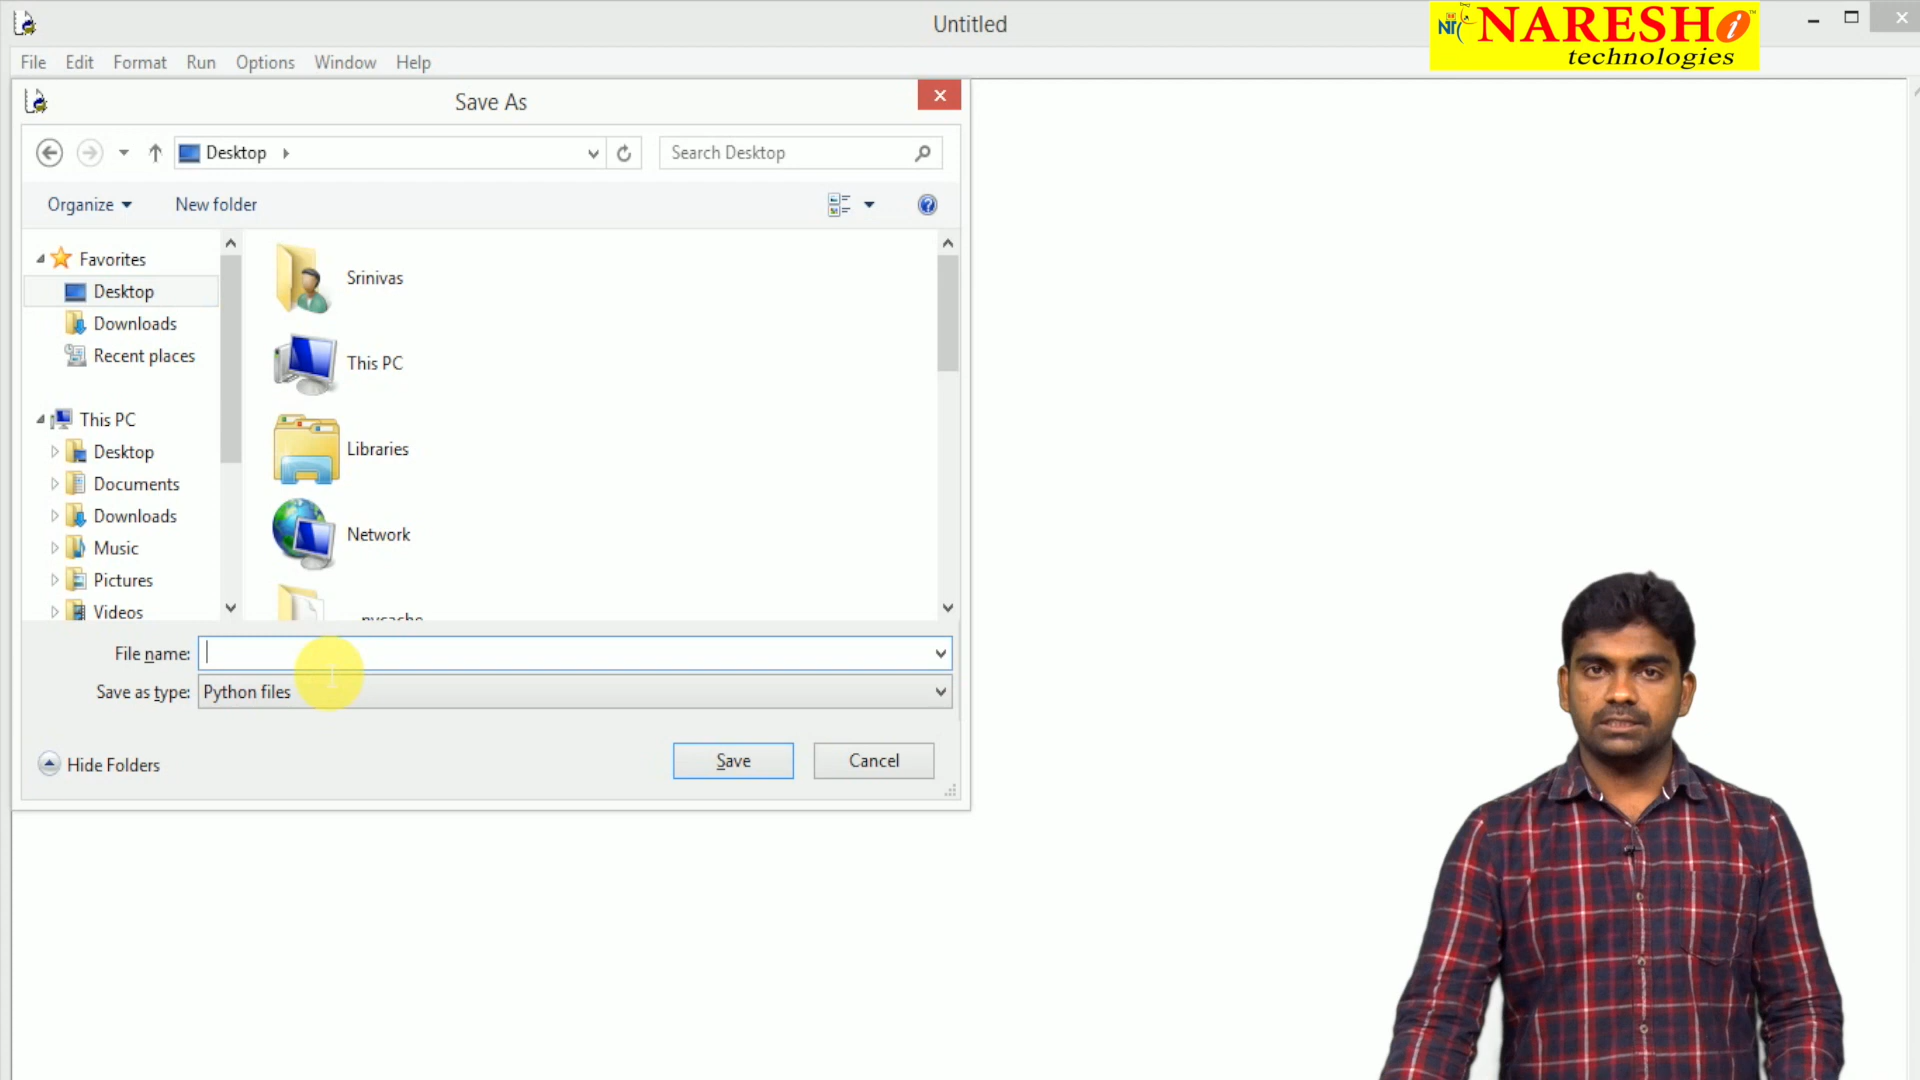 Untitled
NT NARESH i
technologies
File Edit Format Run Options Window Help
Save As
Desktop
Search Desktop
Organize New folder
Favorites
Desktop
Downloads
Recent places
This PC
Desktop
Documents
Downloads
Music
Pictures
Videos
Srinivas
This PC
Libraries
Network
File name:
Save as type: Python files
Hide Folders
Save Cancel